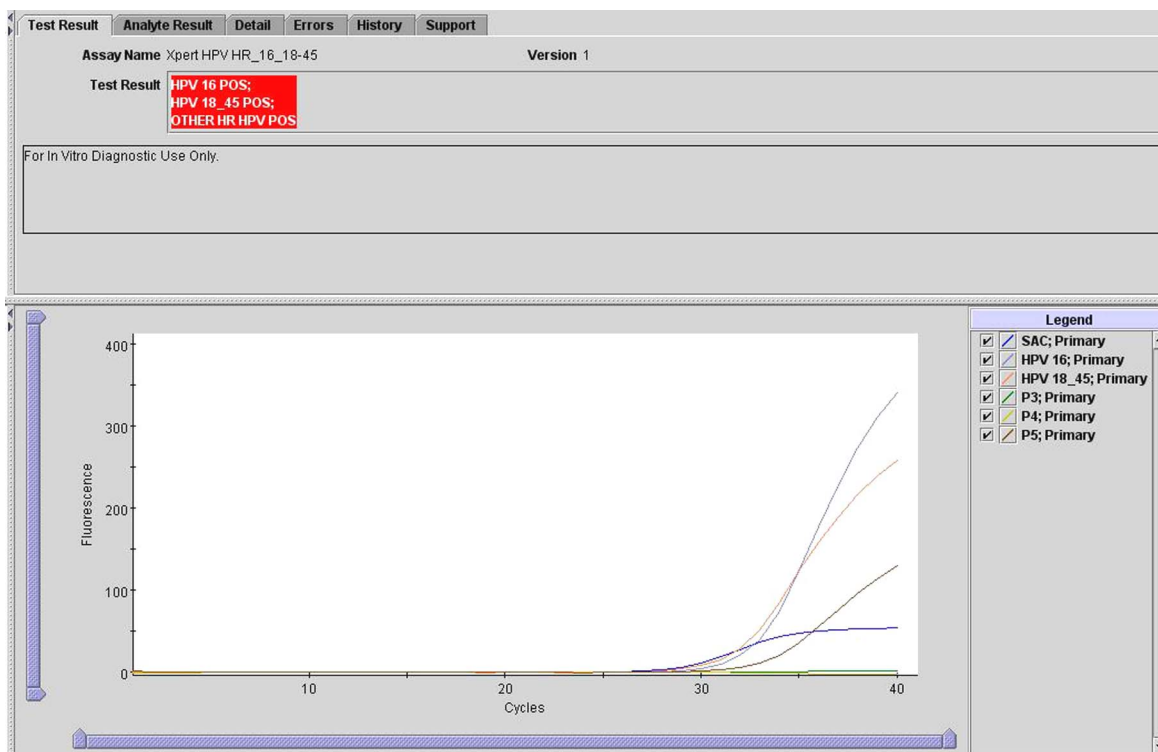 Test Result Analyte Result Detail Errors History Support
Assay Name Xpert HPV HR_16_18-45 Version 1
Test Result HPV 16 POS;
HPV 18_45 POS;
OTHER HR HPV POS
For In Vitro Diagnostic Use Only.
Legend
SAC; Primary
HPV 16; Primary
HPV 18_45; Primary
P3; Primary
P4; Primary
P5; Primary
400
300
200
100
0
Fluorescence
10 20 30 40
Cycles